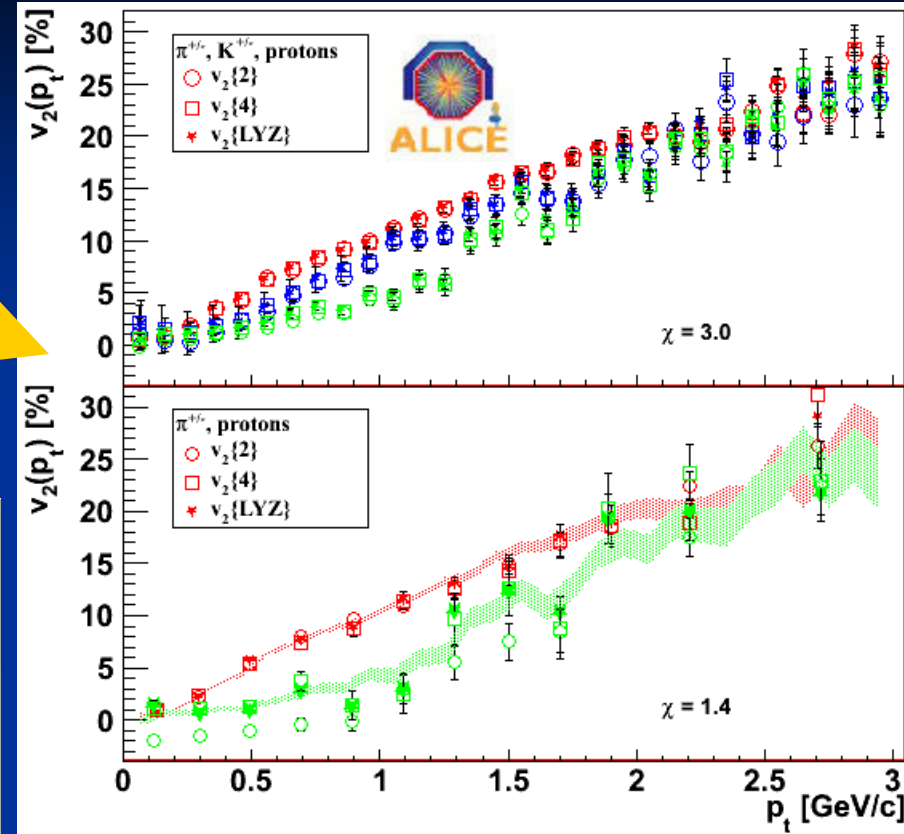 v₂(pₜ) [%]
30
25
20
15
10
5
0
π⁺/⁻, K⁺/⁻, protons
v₂{2}
v₂{4}
v₂{LYZ}
ALICE
χ = 3.0
v₂(pₜ) [%]
30
25
20
15
10
5
0
π⁺/⁻, protons
v₂{2}
v₂{4}
v₂{LYZ}
χ = 1.4
0 0.5 1 1.5 2 2.5 3
pₜ [GeV/c]